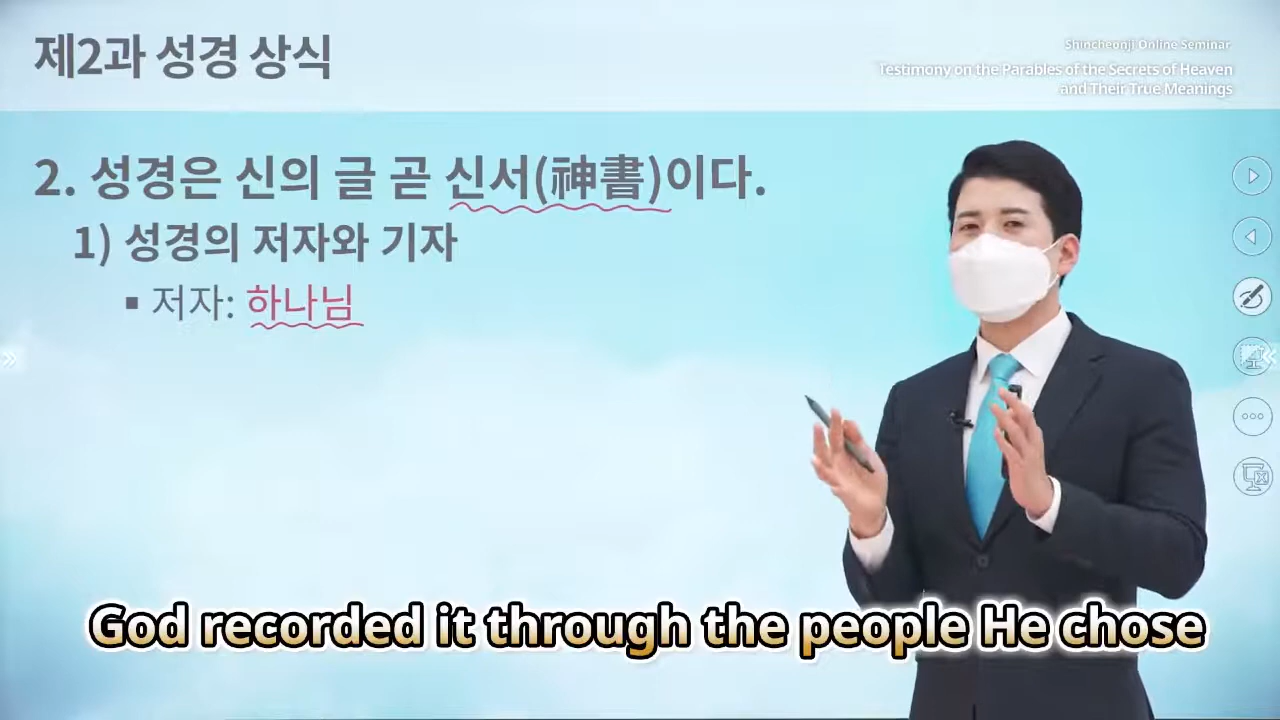 제2과 성경 상식
Shincheonji Online Seminar
Testimony on the Parables of the Secrets of Heaven
and Their True Meanings
2. 성경은 신의 글 곧 신서(神書)이다.
1) 성경의 저자와 기자
▪ 저자: 하나님
God recorded it through the people He chose